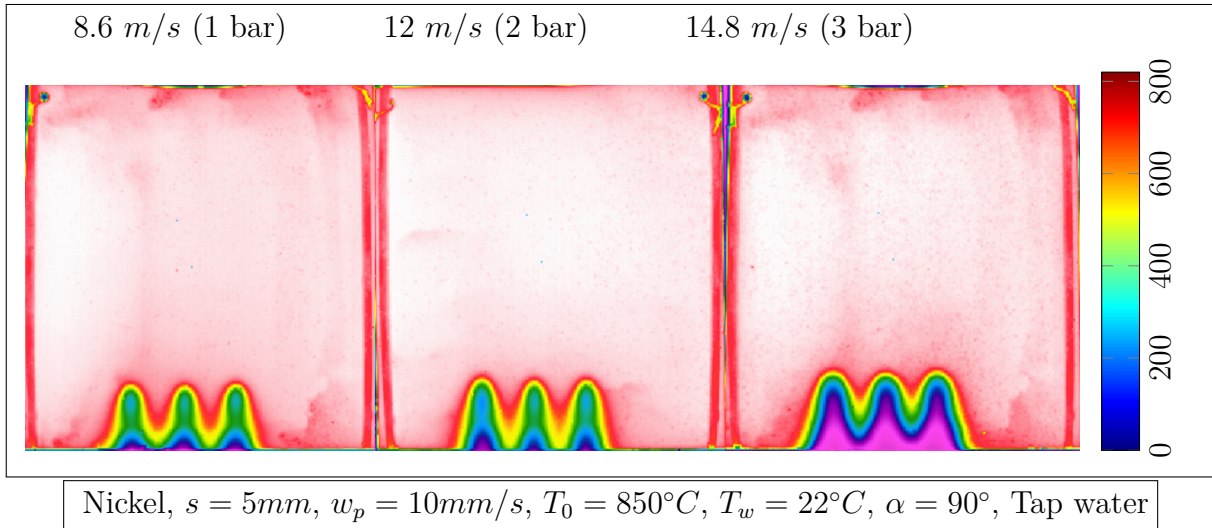 8.6 m/s (1 bar) 12 m/s (2 bar) 14.8 m/s (3 bar)
800
600
400
200
0
Nickel, s = 5mm, w_p = 10mm/s, T_0 = 850°C, T_w = 22°C, α = 90°, Tap water